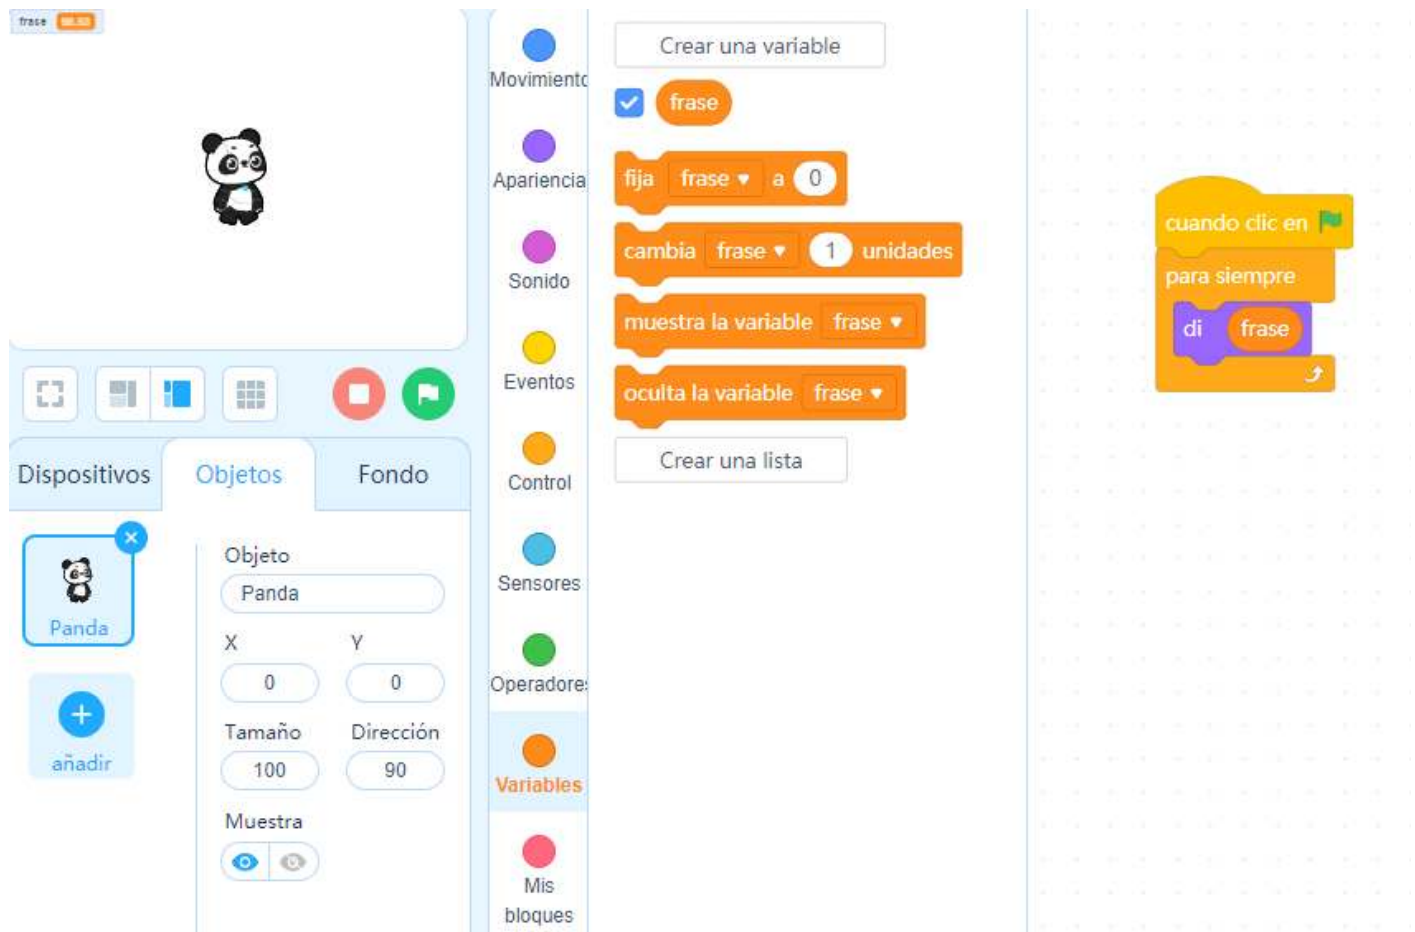 frase
Movimiento
Apariencia
Sonido
Eventos
Control
Sensores
Operadores
Variables
Mis
bloques
Crear una variable
frase
fija frase a 0
cambia frase 1 unidades
muestra la variable frase
oculta la variable frase
Crear una lista
cuando clic en
para siempre
di frase
Dispositivos Objetos Fondo
Panda
añadir
Objeto
Panda
X Y
0 0
Tamaño Dirección
100 90
Muestra